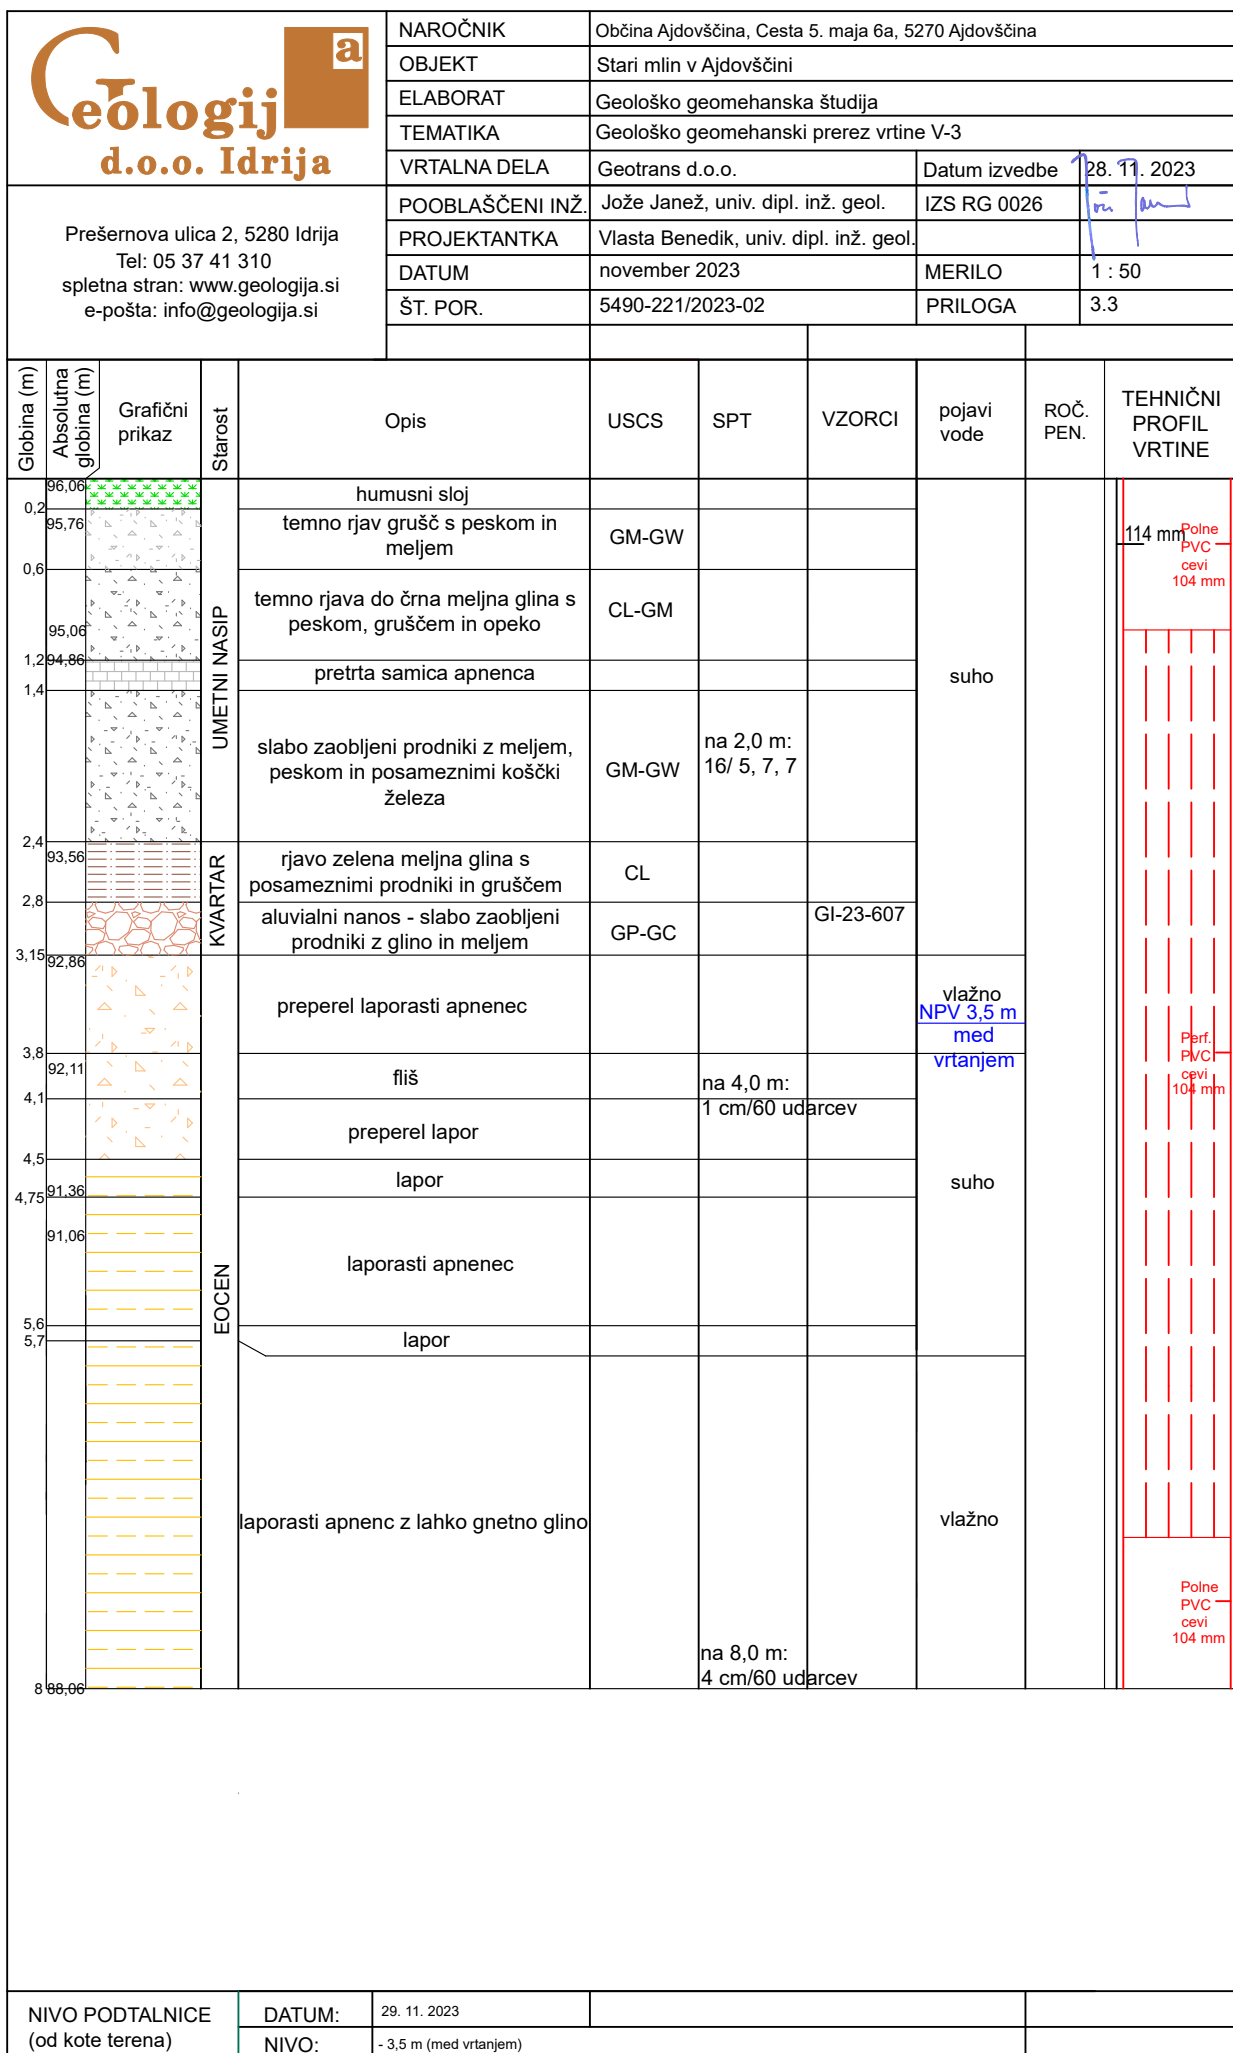 Geologija
d.o.o. Idrija
Prešernova ulica 2, 5280 Idrija
Tel: 05 37 41 310
spletna stran: www.geologija.si
e-pošta: info@geologija.si
NAROČNIK Občina Ajdovščina, Cesta 5. maja 6a, 5270 Ajdovščina
OBJEKT Stari mlin v Ajdovščini
ELABORAT Geološko geomehanska študija
TEMATIKA Geološko geomehanski prerez vrtine V-3
VRTALNA DELA Geotrans d.o.o. Datum izvedbe 28. 11. 2023
POOBLAŠČENI INŽ. Jože Janež, univ. dipl. inž. geol. IZS RG 0026
PROJEKTANTKA Vlasta Benedik, univ. dipl. inž. geol.
DATUM november 2023 MERILO 1 : 50
ŠT. POR. 5490-221/2023-02 PRILOGA 3.3
Globina (m)
Absolutna
globina (m)
Grafični
prikaz
Starost
Opis
USCS
SPT
VZORCI
pojavi
vode
ROČ.
PEN.
TEHNIČNI
PROFIL
VRTINE
96,06
humusni sloj
0,2
95,76
temno rjav grušč s peskom in
meljem
GM-GW
114 mm
Polne
PVC
cevi
104 mm
0,6
temno rjava do črna meljna glina s
peskom, gruščem in opeko
CL-GM
95,06
UMETNI NASIP
1,2
94,86
pretrta samica apnenca
suho
1,4
slabo zaobljeni prodniki z meljem,
peskom in posameznimi koščki
železa
GM-GW
na 2,0 m:
16/ 5, 7, 7
2,4
93,56
KVARTAR
rjavo zelena meljna glina s
posameznimi prodniki in gruščem
CL
2,8
aluvialni nanos - slabo zaobljeni
prodniki z glino in meljem
GP-GC
GI-23-607
3,15
92,86
preperel laporasti apnenec
vlažno
NPV 3,5 m
med
vrtanjem
Perf.
PVC
cevi
104 mm
3,8
92,11
fliš
na 4,0 m:
1 cm/60 udarcev
4,1
preperel lapor
4,5
lapor
suho
4,75
91,36
91,06
laporasti apnenec
EOCEN
5,6
5,7
lapor
laporasti apnenc z lahko gnetno glino
vlažno
Polne
PVC
cevi
104 mm
na 8,0 m:
4 cm/60 udarcev
8
88,06
NIVO PODTALNICE
(od kote terena)
DATUM: 29. 11. 2023
NIVO: - 3,5 m (med vrtanjem)